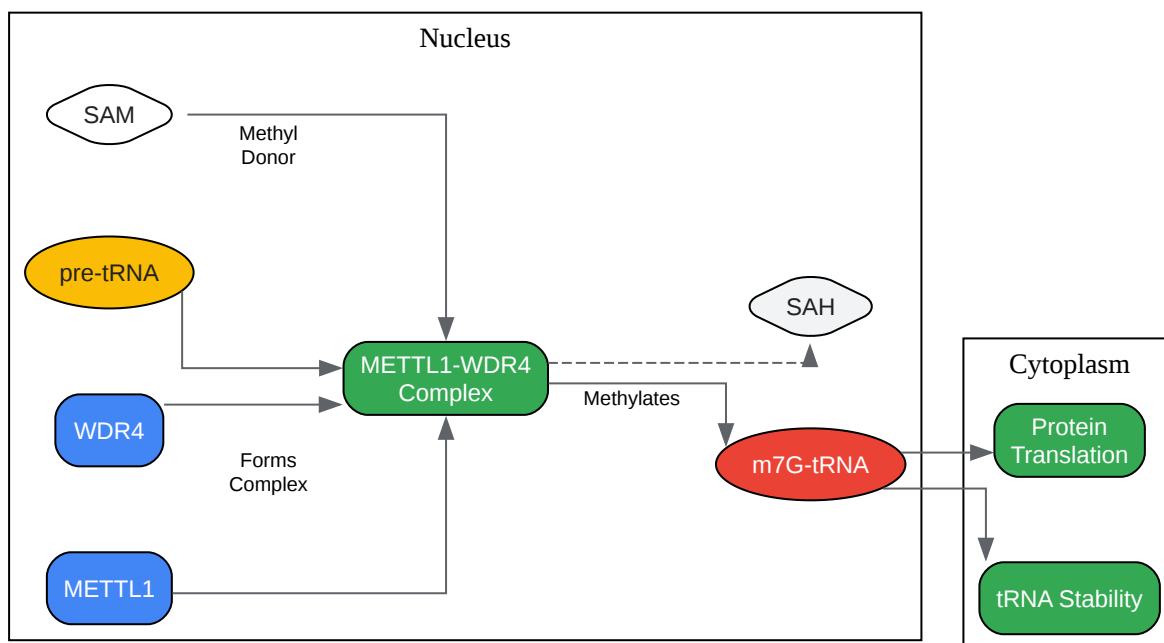 Nucleus
SAM
Methyl
Donor
pre-tRNA
SAH
METTL1-WDR4
Complex
Cytoplasm
Methylates
WDR4
Protein
Translation
Forms
Complex
m7G-tRNA
METTL1
tRNA Stability